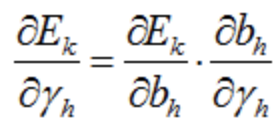 ∂E_k/∂γ_h = ∂E_k/∂b_h · ∂b_h/∂γ_h